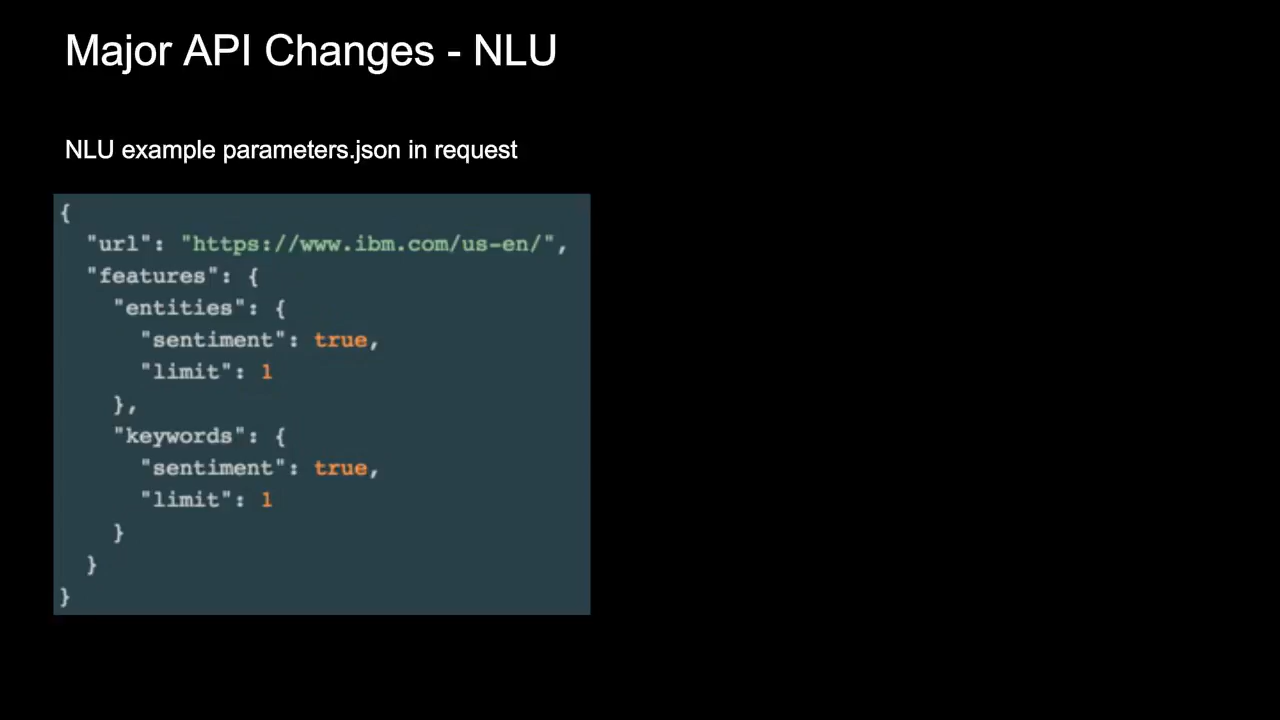 Major API Changes - NLU
NLU example parameters.json in request
{
  "url": "https://www.ibm.com/us-en/",
  "features": {
    "entities": {
      "sentiment": true,
      "limit": 1
    },
    "keywords": {
      "sentiment": true,
      "limit": 1
    }
  }
}